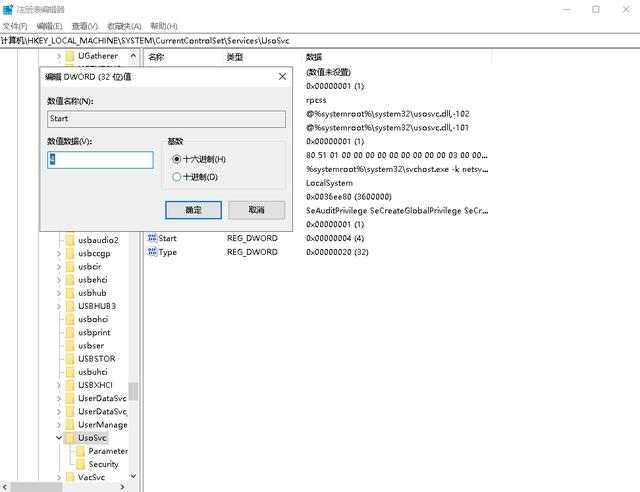 注册表编辑器
文件(F) 编辑(E) 查看(V) 收藏夹(A) 帮助(H)
计算机\HKEY_LOCAL_MACHINE\SYSTEM\CurrentControlSet\Services\UsoSvc
UGatherer
名称 类型 数据
编辑 DWORD (32 位)值
数值名称(N):
Start
数值数据(V):
4
基数
十六进制(H)
十进制(D)
确定 取消
(数值未设置)
0x00000001 (1)
rpcss
@%systemroot%\system32\usosvc.dll,-102
@%systemroot%\system32\usosvc.dll,-101
0x00000001 (1)
80 51 01 00 00 00 00 00 00 00 00 00 03 00 00...
%systemroot%\system32\svchost.exe -k netsv...
LocalSystem
0x0036ee80 (3600000)
SeAuditPrivilege SeCreateGlobalPrivilege SeCr...
0x00000001 (1)
Start REG_DWORD 0x00000004 (4)
Type REG_DWORD 0x00000020 (32)
usbaudio2
usbccgp
usbcir
usbehci
usbhub
USBHUB3
usbohci
usbprint
usbser
USBSTOR
usbuhci
USBXHCI
UserDataSvc
UserDataSvc_
UserManage
UsoSvc
Parameter
Security
VacSvc